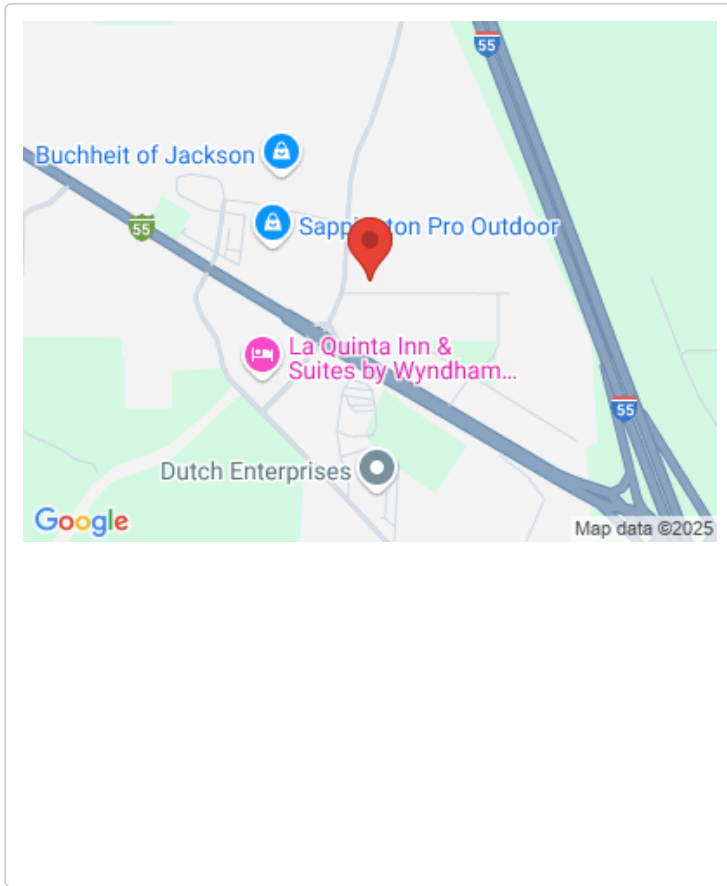 55
Buchheit of Jackson
55
Sappington Pro Outdoor
La Quinta Inn &
Suites by Wyndham...
55
Dutch Enterprises
Google
Map data ©2025